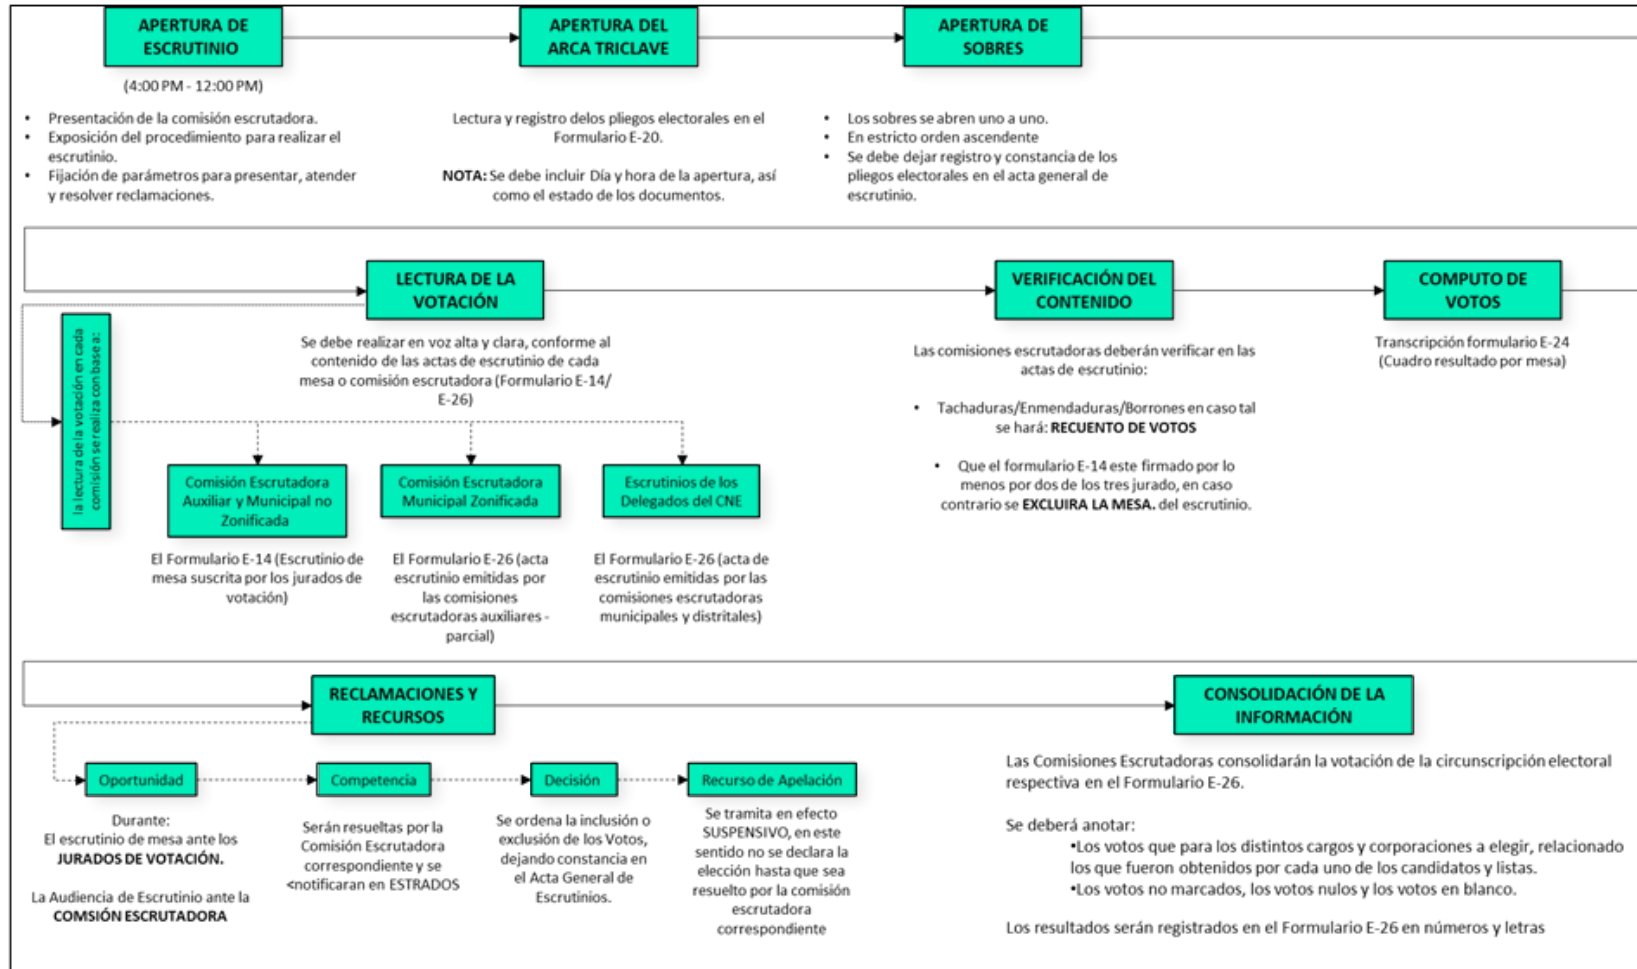 APERTURA DE
ESCRUTINIO
(4:00 PM - 12:00 PM)
• Presentación de la comisión escrutadora.
• Exposición del procedimiento para realizar el
escrutinio.
• Fijación de parámetros para presentar, atender
y resolver reclamaciones.
APERTURA DEL
ARCA TRICLAVE
Lectura y registro delos pliegos electorales en el
Formulario E-20.
NOTA: Se debe incluir Día y hora de la apertura, así
como el estado de los documentos.
APERTURA DE
SOBRES
• Los sobres se abren uno a uno.
• En estricto orden ascendente
• Se debe dejar registro y constancia de los
pliegos electorales en el acta general de
escrutinio.
LECTURA DE LA
VOTACIÓN
Se debe realizar en voz alta y clara, conforme al
contenido de las actas de escrutinio de cada
mesa o comisión escrutadora (Formulario E-14/
E-26)
la lectura de la votación en cada
comisión se realiza con base a:
Comisión Escrutadora
Auxiliar y Municipal no
Zonificada
El Formulario E-14 (Escrutinio de
mesa suscrita por los jurados de
votación)
Comisión Escrutadora
Municipal Zonificada
El Formulario E-26 (acta
escrutinio emitidas por
las comisiones
escrutadoras auxiliares -
parcial)
Escrutinios de los
Delegados del CNE
El Formulario E-26 (acta de
escrutinio emitidas por las
comisiones escrutadoras
municipales y distritales)
VERIFICACIÓN DEL
CONTENIDO
Las comisiones escrutadoras deberán verificar en las
actas de escrutinio:
• Tachaduras/Enmendaduras/Borrones en caso tal
se hará: RECUENTO DE VOTOS
• Que el formulario E-14 este firmado por lo
menos por dos de los tres jurado, en caso
contrario se EXCLUIRA LA MESA. del escrutinio.
COMPUTO DE
VOTOS
Transcripción formulario E-24
(Cuadro resultado por mesa)
RECLAMACIONES Y
RECURSOS
Oportunidad
Durante:
El escrutinio de mesa ante los
JURADOS DE VOTACIÓN.
La Audiencia de Escrutinio ante la
COMSIÓN ESCRUTADORA
Competencia
Serán resueltas por la
Comisión Escrutadora
correspondiente y se
<notificaran en ESTRADOS
Decisión
Se ordena la inclusión o
exclusión de los Votos,
dejando constancia en
el Acta General de
Escrutinios.
Recurso de Apelación
Se tramita en efecto
SUSPENSIVO, en este
sentido no se declara la
elección hasta que sea
resuelto por la comisión
escrutadora
correspondiente
CONSOLIDACIÓN DE LA
INFORMACIÓN
Las Comisiones Escrutadoras consolidarán la votación de la circunscripción electoral
respectiva en el Formulario E-26.
Se deberá anotar:
•Los votos que para los distintos cargos y corporaciones a elegir, relacionado
los que fueron obtenidos por cada uno de los candidatos y listas.
•Los votos no marcados, los votos nulos y los votos en blanco.
Los resultados serán registrados en el Formulario E-26 en números y letras